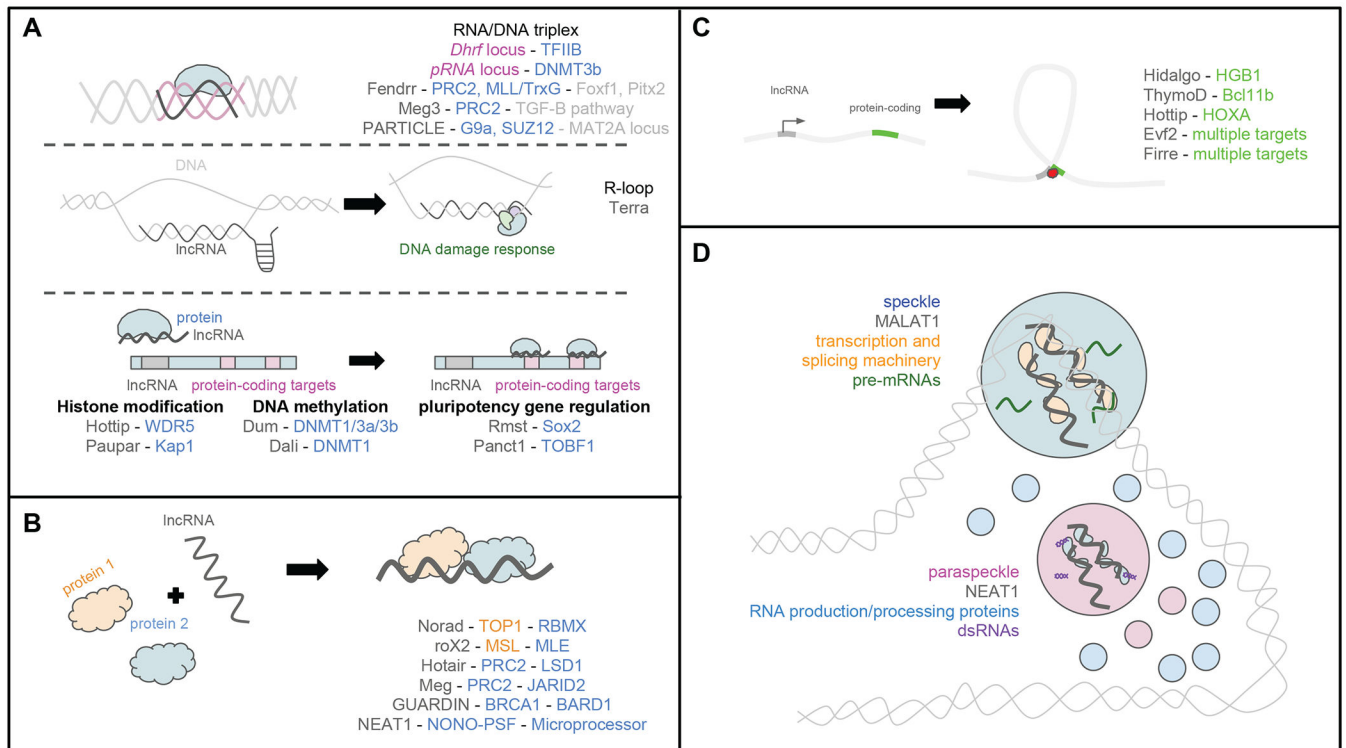 A
RNA/DNA triplex
Dhrf locus - TFIIB
pRNA locus - DNMT3b
Fendrr - PRC2, MLL/TrxG - Foxf1, Pitx2
Meg3 - PRC2 - TGF-B pathway
PARTICLE - G9a, SUZ12 - MAT2A locus
DNA
lncRNA
DNA damage response
R-loop
Terra
protein
lncRNA
lncRNA protein-coding targets
lncRNA protein-coding targets
Histone modification
Hottip - WDR5
Paupar - Kap1
DNA methylation
Dum - DNMT1/3a/3b
Dali - DNMT1
pluripotency gene regulation
Rmst - Sox2
Panct1 - TOBF1
B
protein 1
lncRNA
protein 2
Norad - TOP1 - RBMX
roX2 - MSL - MLE
Hotair - PRC2 - LSD1
Meg - PRC2 - JARID2
GUARDIN - BRCA1 - BARD1
NEAT1 - NONO-PSF - Microprocessor
C
lncRNA
protein-coding
Hidalgo - HGB1
ThymoD - Bcl11b
Hottip - HOXA
Evf2 - multiple targets
Firre - multiple targets
D
speckle
MALAT1
transcription and
splicing machinery
pre-mRNAs
paraspeckle
NEAT1
RNA production/processing proteins
dsRNAs